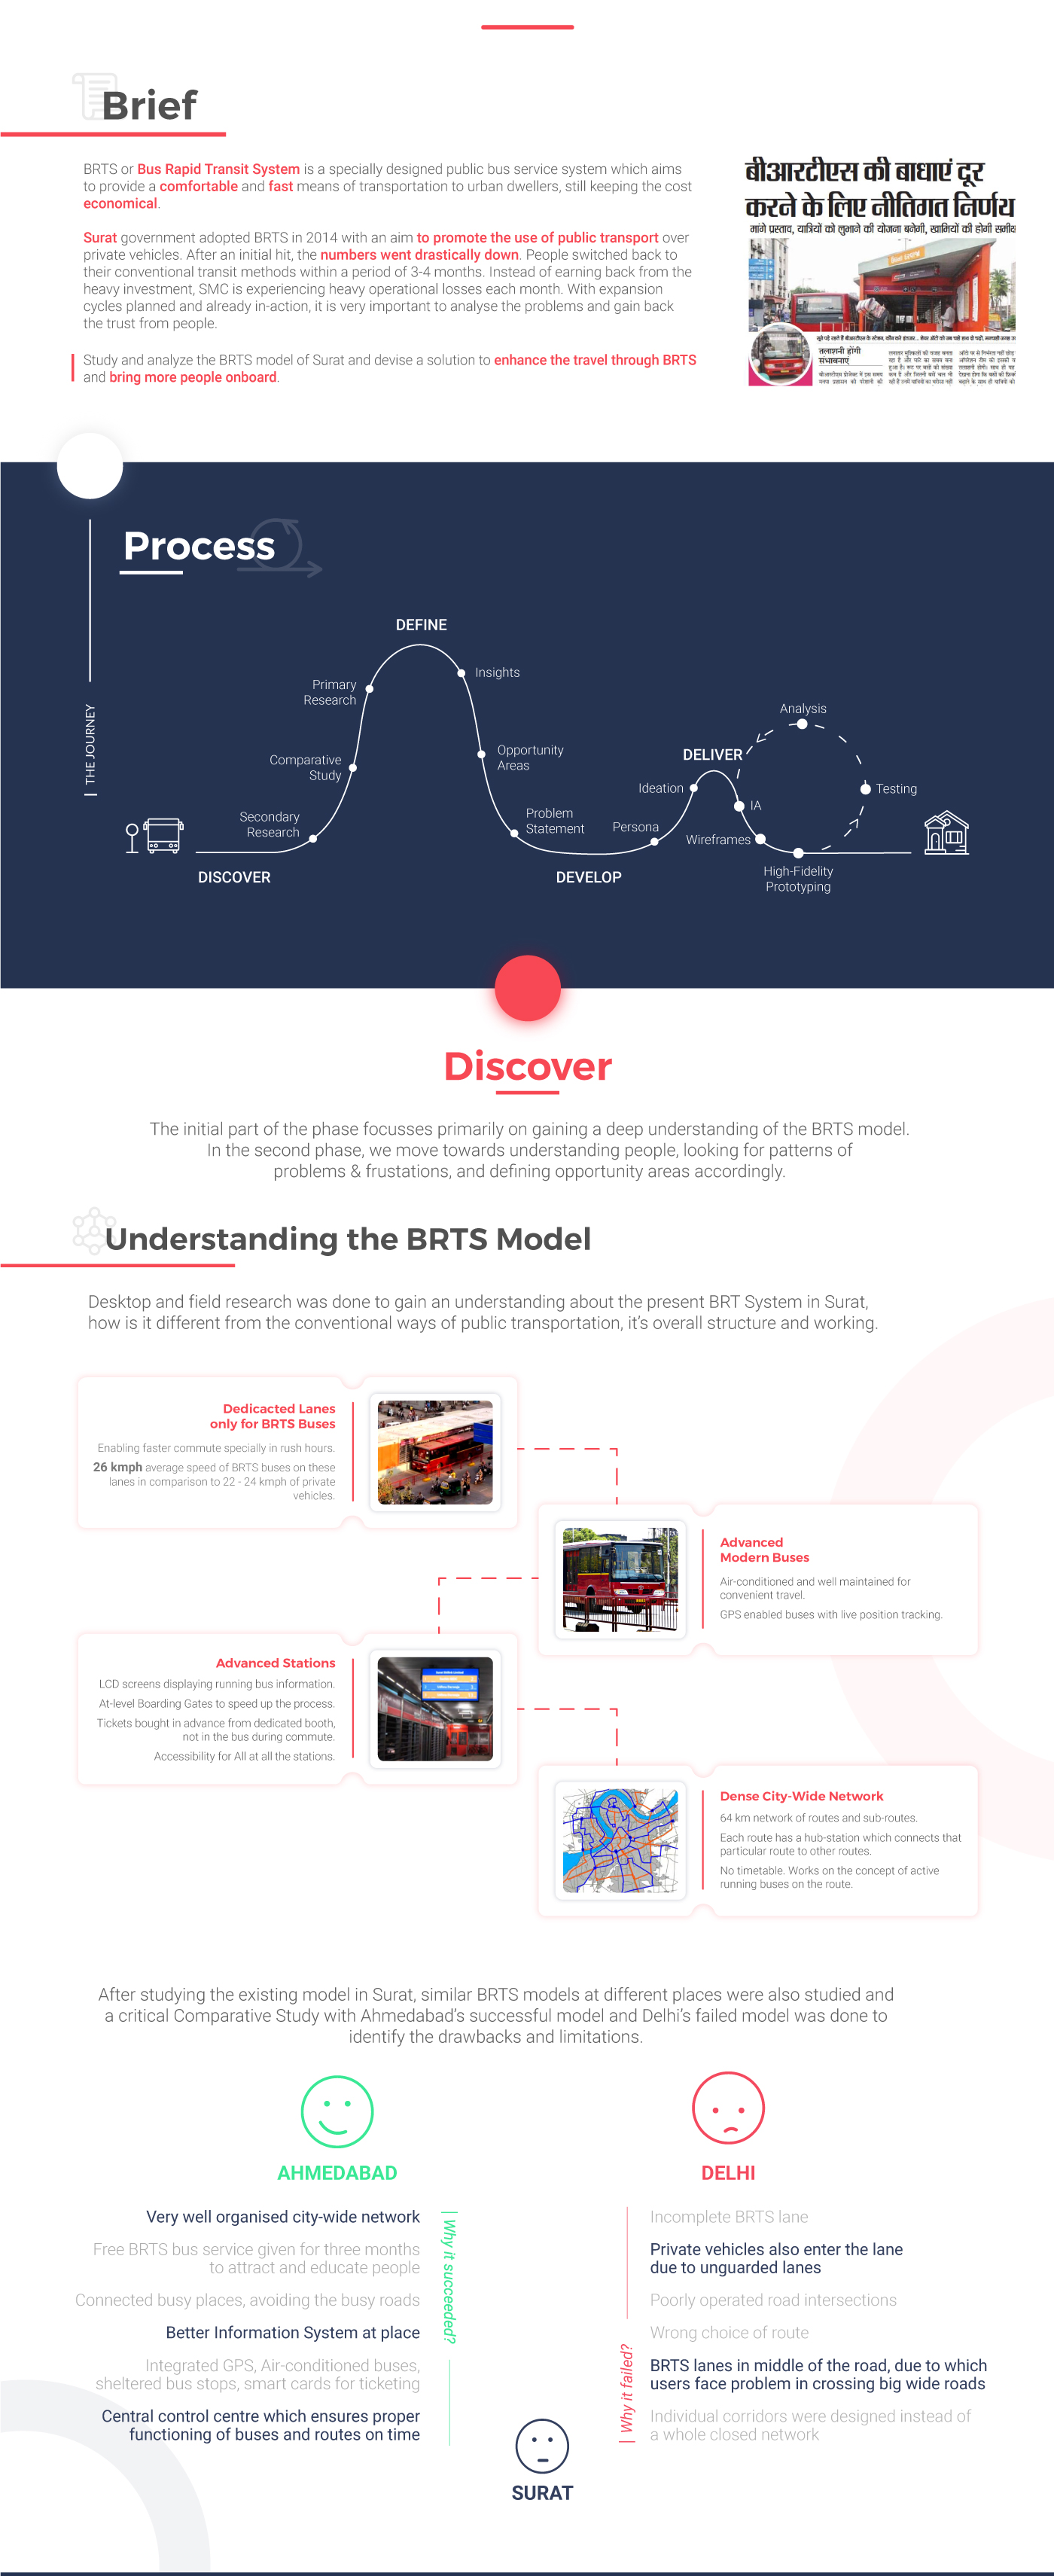 Brief
BRTS or Bus Rapid Transit System is a specially designed public bus service system which aims
to provide a comfortable and fast means of transportation to urban dwellers, still keeping the cost
economical.
Surat government adopted BRTS in 2014 with an aim to promote the use of public transport over
private vehicles. After an initial hit, the numbers went drastically down. People switched back to
their conventional transit methods within a period of 3-4 months. Instead of earning back from the
heavy investment, SMC is experiencing heavy operational losses each month. With expansion
cycles planned and already in-action, it is very important to analyse the problems and gain back
the trust from people.
Study and analyze the BRTS model of Surat and devise a solution to enhance the travel through BRTS
and bring more people onboard.
बीआरटीएस की बाधाएं दूर
करने के लिए नीतिगत निर्णय
मांगे प्रस्ताव, यात्रियों को लुभाने की योजना बनेगी, खामियों की होगी
तलाशनी होंगी
संभावनाएं
Process
THE JOURNEY
DEFINE
Insights
Primary
Research
Analysis
Opportunity
Areas
DELIVER
Comparative
Study
Ideation
Testing
IA
Secondary
Research
Problem
Statement
Persona
Wireframes
High-Fidelity
Prototyping
DISCOVER
DEVELOP
Discover
The initial part of the phase focusses primarily on gaining a deep understanding of the BRTS model.
In the second phase, we move towards understanding people, looking for patterns of
problems & frustations, and defining opportunity areas accordingly.
Understanding the BRTS Model
Desktop and field research was done to gain an understanding about the present BRT System in Surat,
how is it different from the conventional ways of public transportation, it's overall structure and working.
Dedicacted Lanes
only for BRTS Buses
Enabling faster commute specially in rush hours.
26 kmph average speed of BRTS buses on these
lanes in comparison to 22 - 24 kmph of private
vehicles.
Advanced
Modern Buses
Air-conditioned and well maintained for
convenient travel.
GPS enabled buses with live position tracking.
Advanced Stations
LCD screens displaying running bus information.
At-level Boarding Gates to speed up the process.
Tickets bought in advance from dedicated booth,
not in the bus during commute.
Accessibility for All at all the stations.
Dense City-Wide Network
64 km network of routes and sub-routes.
Each route has a hub-station which connects that
particular route to other routes.
No timetable. Works on the concept of active
running buses on the route.
After studying the existing model in Surat, similar BRTS models at different places were also studied and
a critical Comparative Study with Ahmedabad's successful model and Delhi's failed model was done to
identify the drawbacks and limitations.
AHMEDABAD
Very well organised city-wide network
Free BRTS bus service given for three months
to attract and educate people
Connected busy places, avoiding the busy roads
Better Information System at place
Integrated GPS, Air-conditioned buses,
sheltered bus stops, smart cards for ticketing
Central control centre which ensures proper
functioning of buses and routes on time
Why it succeeded?
DELHI
Incomplete BRTS lane
Private vehicles also enter the lane
due to unguarded lanes
Poorly operated road intersections
Wrong choice of route
BRTS lanes in middle of the road, due to which
users face problem in crossing big wide roads
Individual corridors were designed instead of
a whole closed network
Why it failed?
SURAT